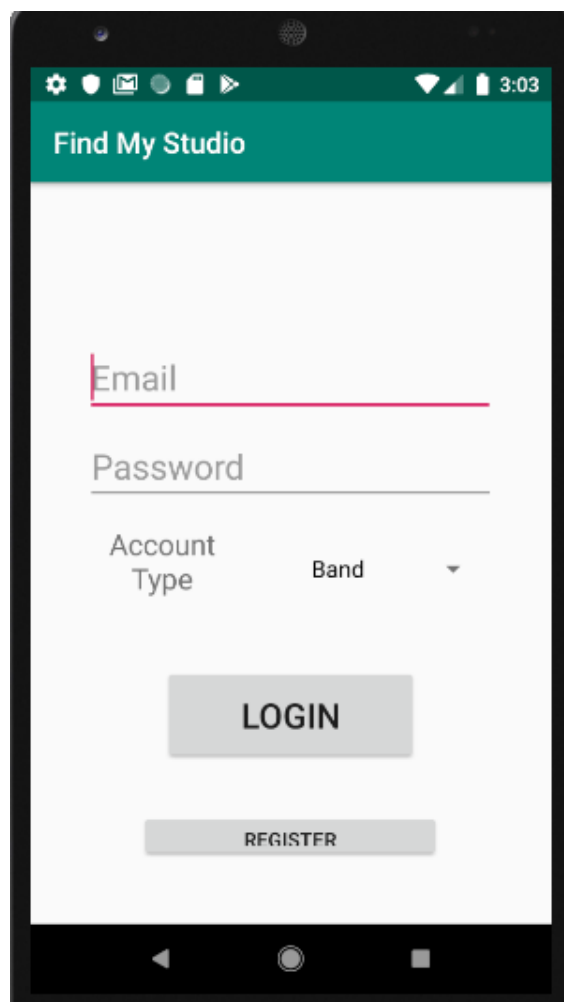 3:03
Find My Studio
Email
Password
Account
Type
Band
LOGIN
REGISTER